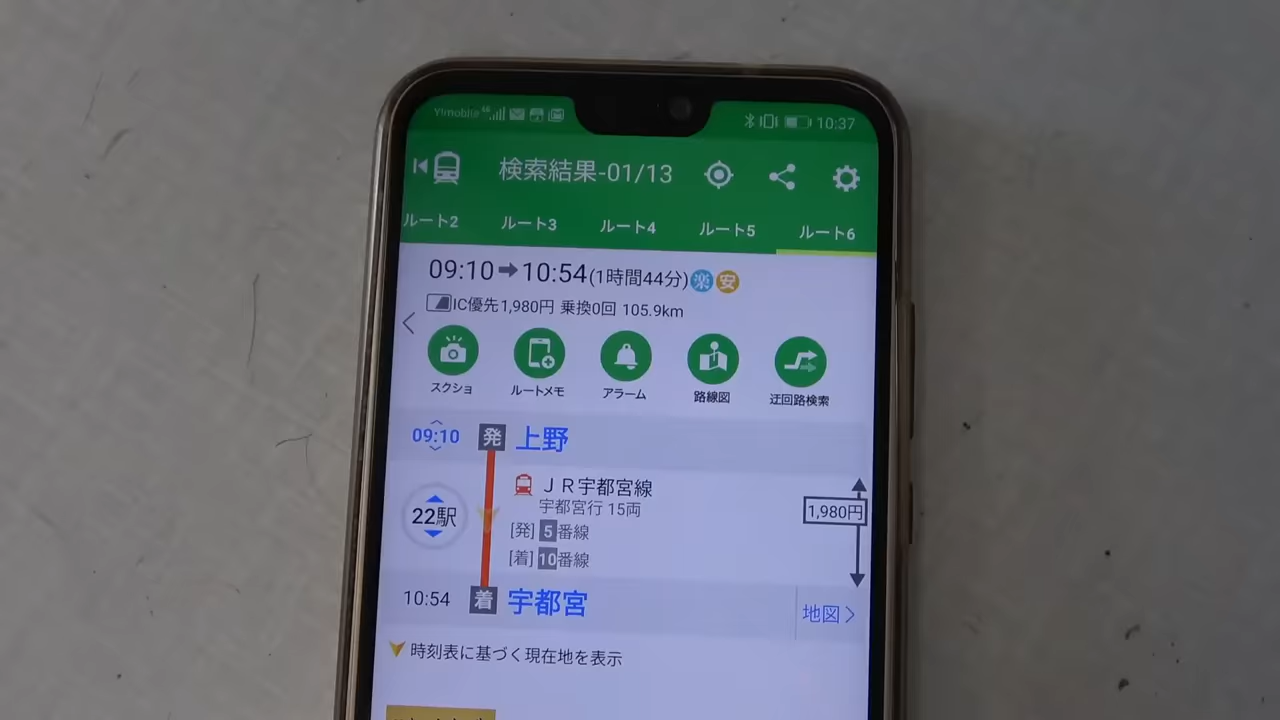 Y!mobile 10:37
検索結果-01/13
ルート2 ルート3 ルート4 ルート5 ルート6
09:10➡10:54(1時間44分)楽安
IC優先1,980円 乗換0回 105.9km
スクショ ルートメモ アラーム 路線図 迂回路検索
09:10 発 上野
JR宇都宮線
宇都宮行 15両
22駅
1,980円
[発]5番線
[着]10番線
10:54 着 宇都宮 地図
時刻表に基づく現在地を表示